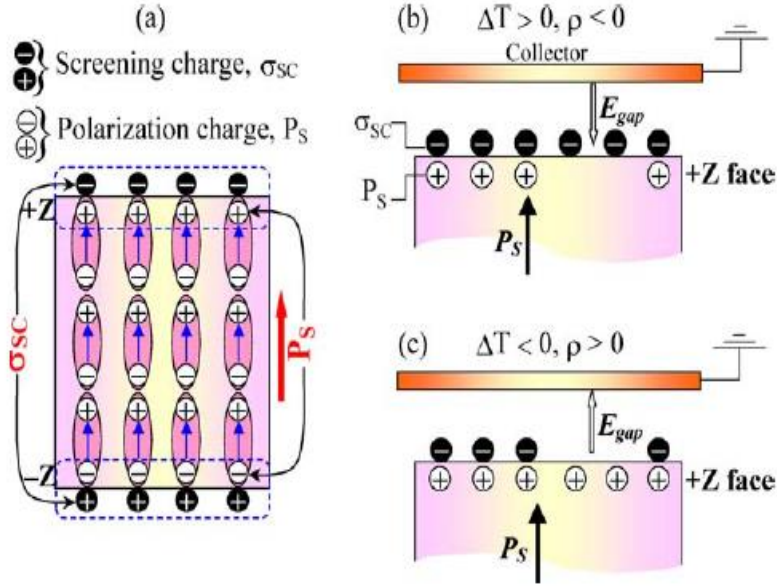 (a)
− + } Screening charge, σSC
− + } Polarization charge, PS
+Z
−Z
σSC
PS
(b) ΔT > 0, ρ < 0
Collector
Egap
σSC
PS
+Z face
PS
(c) ΔT < 0, ρ > 0
Egap
+Z face
PS